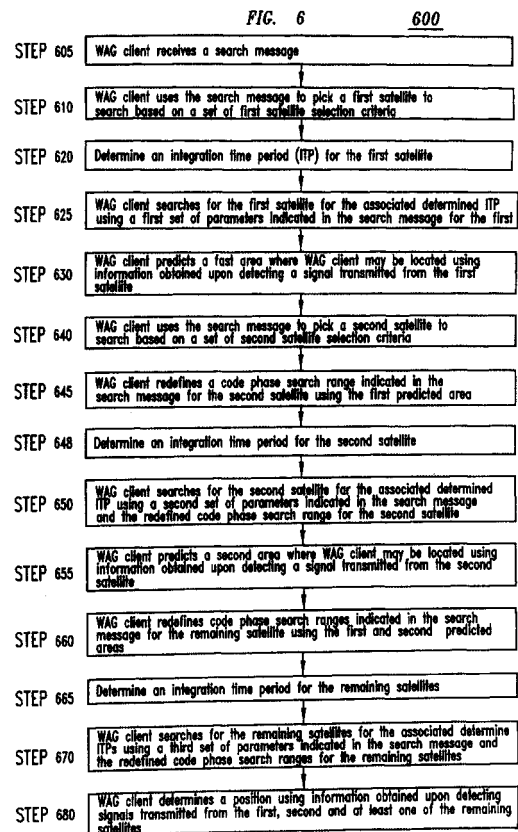 FIG. 6
600
STEP 605
WAG client receives a search message
STEP 610
WAG client uses the search message to pick a first satellite to
search based on a set of first satellite selection criteria
STEP 620
Determine an integration time period (ITP) for the first satellite
STEP 625
WAG client searches for the first satellite for the associated determined ITP
using a first set of parameters indicated in the search message for the first
STEP 630
WAG client predicts a fast area where WAG client may be located using
information obtained upon detecting a signal transmitted from the first
satellite
STEP 640
WAG client uses the search message to pick a second satellite to
search based on a set of second satellite selection criteria
STEP 645
WAG client redefines a code phase search range indicated in the
search message for the second satellite using the first predicted area
STEP 648
Determine an integration time period for the second satellite
STEP 650
WAG client searches for the second satellite far the associated determined
ITP using a second set of parameters indicated in the search message
and the redefined code phase search range for the second satellite
STEP 655
WAG client predicts a second area where WAG client may be located using
information obtained upon detecting a signal transmitted from the second
satellite
STEP 660
WAG client redefines code phase search ranges indicated in the search
message for the remaining satellite using the first and second predicted
areas
STEP 665
Determine an integration time period for the remaining satellites
STEP 670
WAG client searches for the remaining satellites for the associated determine
ITPs using a third set of parameters indicated in the search message and
the redefined code phase search ranges for the remaining satellites
STEP 680
WAG client determines a position using information obtained upon detecting
signals transmitted from the first, second and at least one of the remaining
satellites